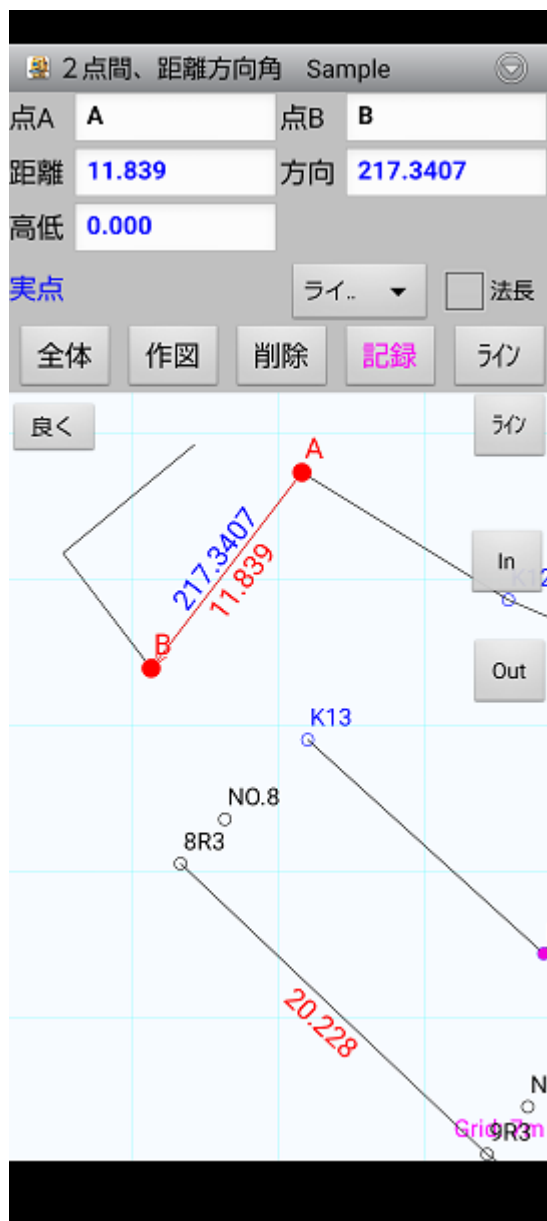 2点間、距離方向角 Sample
点A A 点B B
距離 11.839 方向 217.3407
高低 0.000
実点 ライ.. 法長
全体 作図 削除 記録 ライン
良く ライン
A
217.3407
11.839
In
K12
B
Out
K13
NO.8
8R3
20.228
N
Grid 7m
9R3